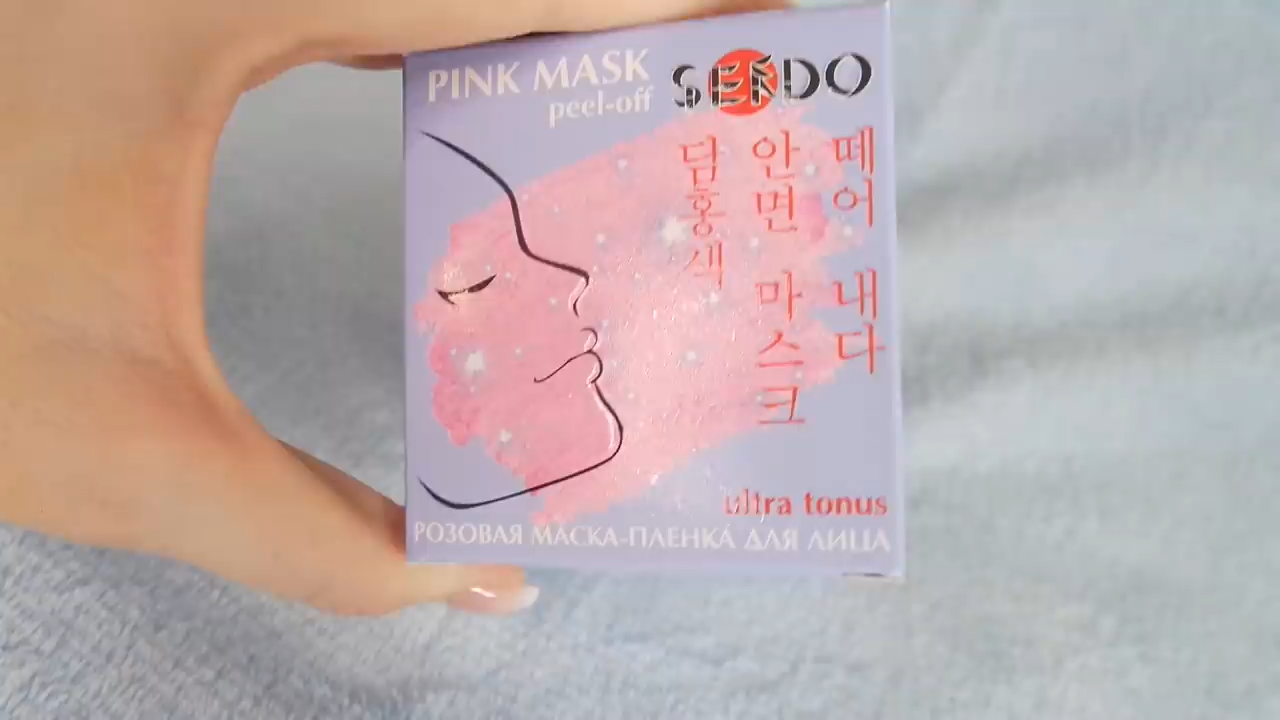 PINK MASK
peel-off
SENDO
떼어 내다
안면 마스크
담홍색
ultra tonus
РОЗОВАЯ МАСКА-ПЛЕНКА ДЛЯ ЛИЦА